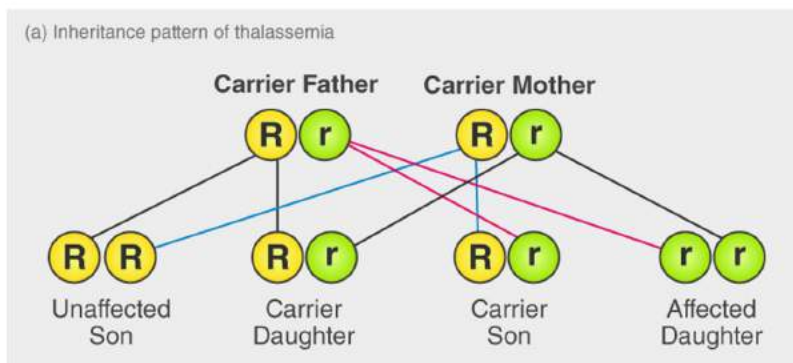 (a) Inheritance pattern of thalassemia
Carrier Father Carrier Mother
R r R r
R R R r R r r r
Unaffected Carrier Carrier Affected
Son Daughter Son Daughter